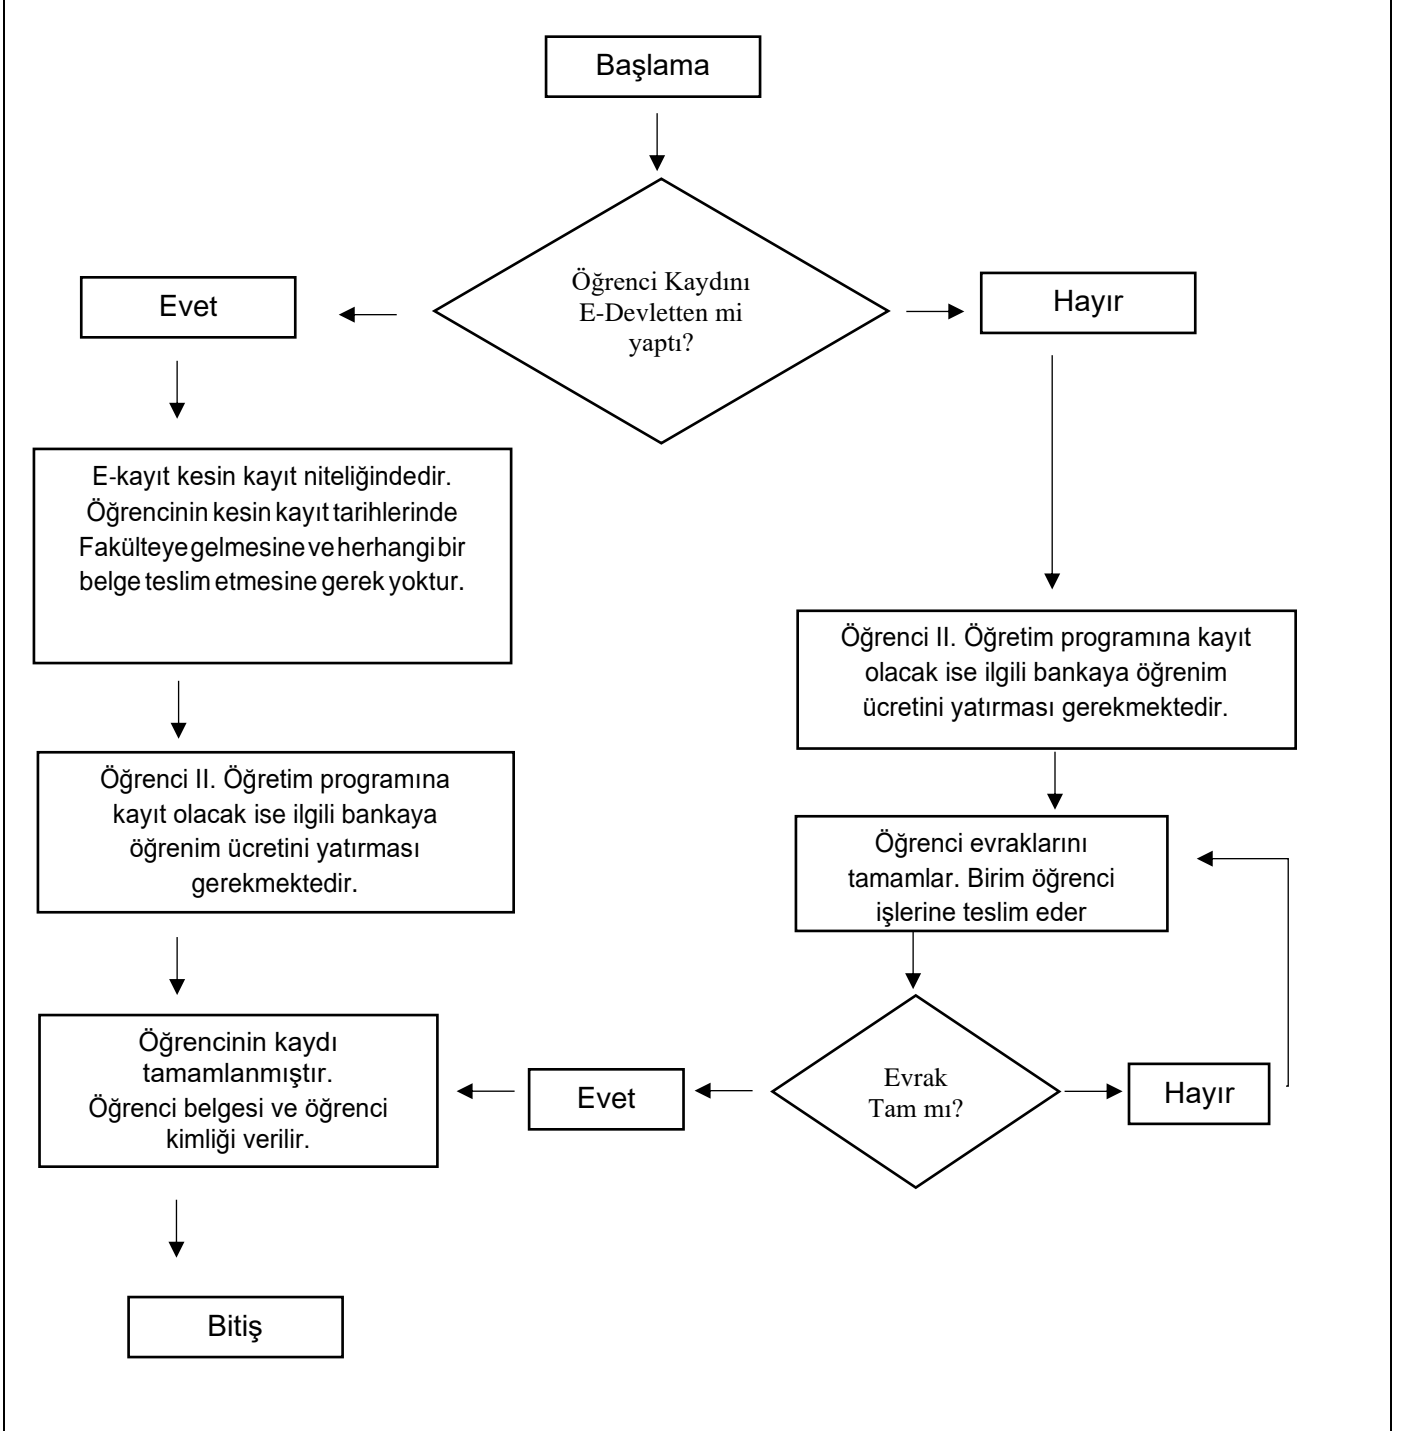 Başlama
Öğrenci Kaydını
E-Devletten mi
yaptı?
Evet
Hayır
E-kayıt kesin kayıt niteliğindedir.
Öğrencinin kesin kayıt tarihlerinde
Fakülteye gelmesine ve herhangi bir
belge teslim etmesine gerek yoktur.
Öğrenci II. Öğretim programına kayıt
olacak ise ilgili bankaya öğrenim
ücretini yatırması gerekmektedir.
Öğrenci II. Öğretim programına
kayıt olacak ise ilgili bankaya
öğrenim ücretini yatırması
gerekmektedir.
Öğrenci evraklarını
tamamlar. Birim öğrenci
işlerine teslim eder
Öğrencinin kaydı
tamamlanmıştır.
Öğrenci belgesi ve öğrenci
kimliği verilir.
Evet
Evrak
Tam mı?
Hayır
Bitiş